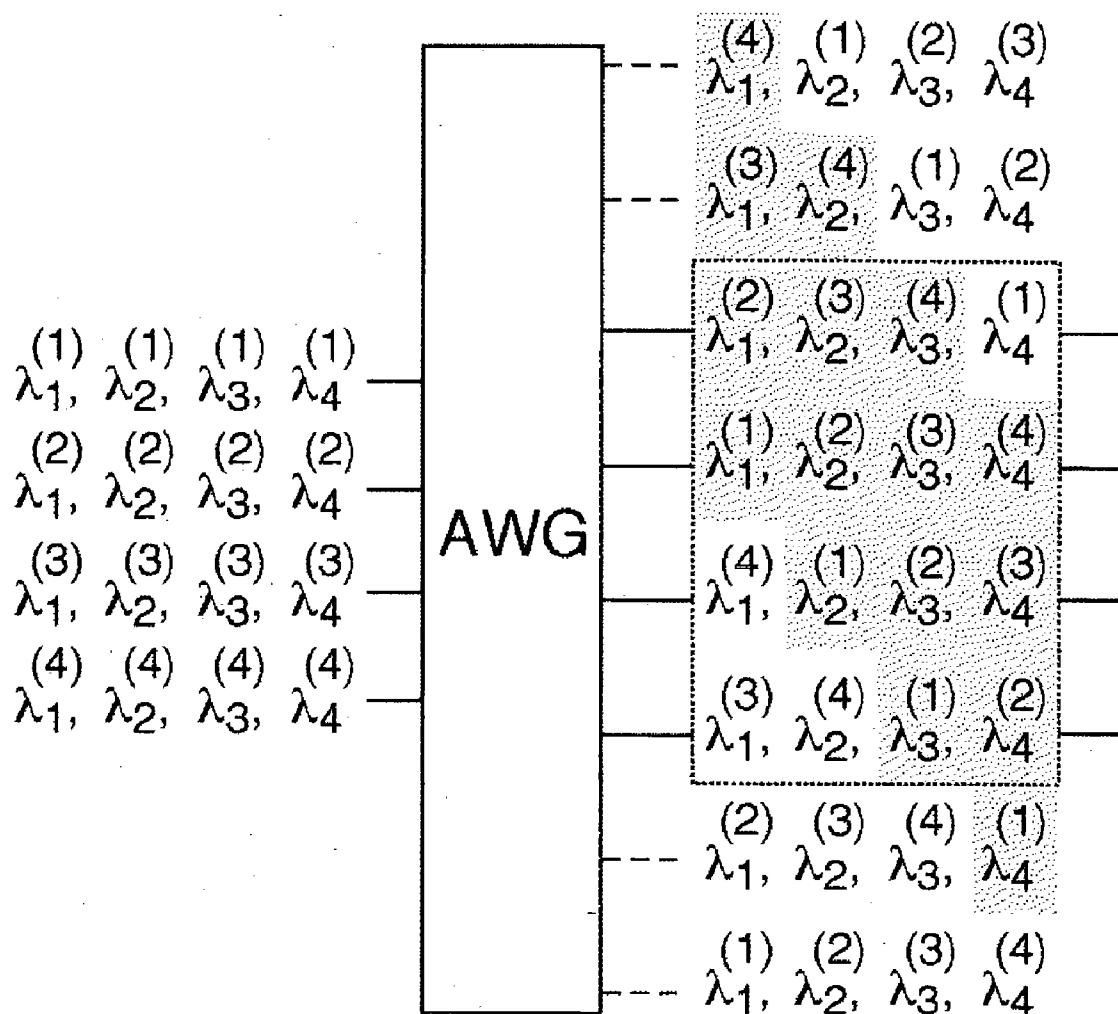 (4) (1) (2) (3)
λ1, λ2, λ3, λ4
(3) (4) (1) (2)
λ1, λ2, λ3, λ4
(2) (3) (4) (1)
λ1, λ2, λ3, λ4
(1) (1) (1) (1)
λ1, λ2, λ3, λ4
(1) (2) (3) (4)
λ1, λ2, λ3, λ4
(2) (2) (2) (2)
λ1, λ2, λ3, λ4
AWG
(3) (3) (3) (3)
λ1, λ2, λ3, λ4
(4) (1) (2) (3)
λ1, λ2, λ3, λ4
(4) (4) (4) (4)
λ1, λ2, λ3, λ4
(3) (4) (1) (2)
λ1, λ2, λ3, λ4
(2) (3) (4) (1)
λ1, λ2, λ3, λ4
(1) (2) (3) (4)
λ1, λ2, λ3, λ4